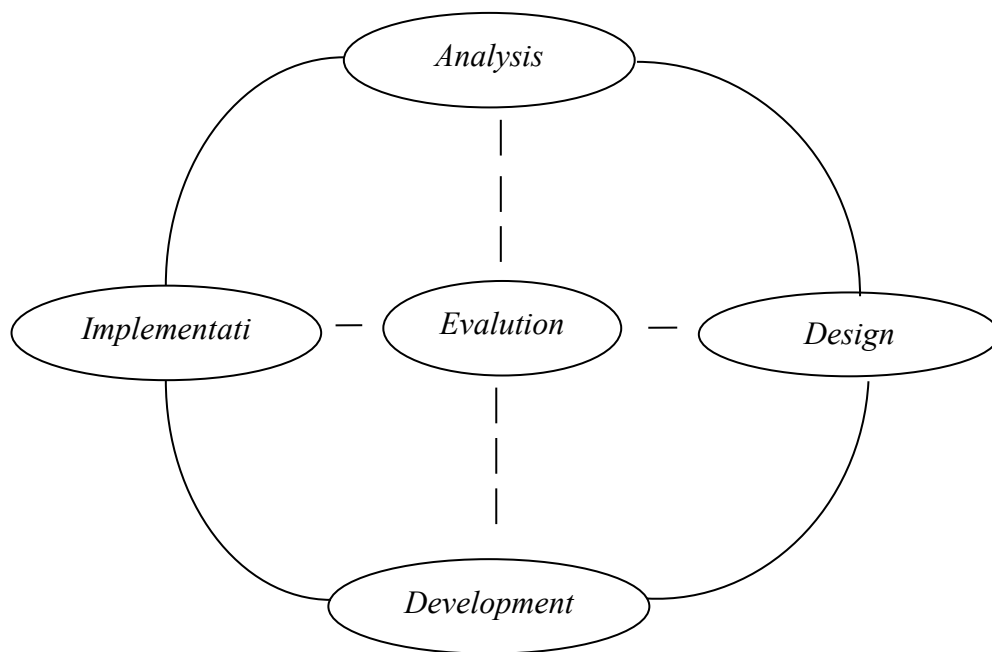 Analysis
Implementati
Evalution
Design
Development